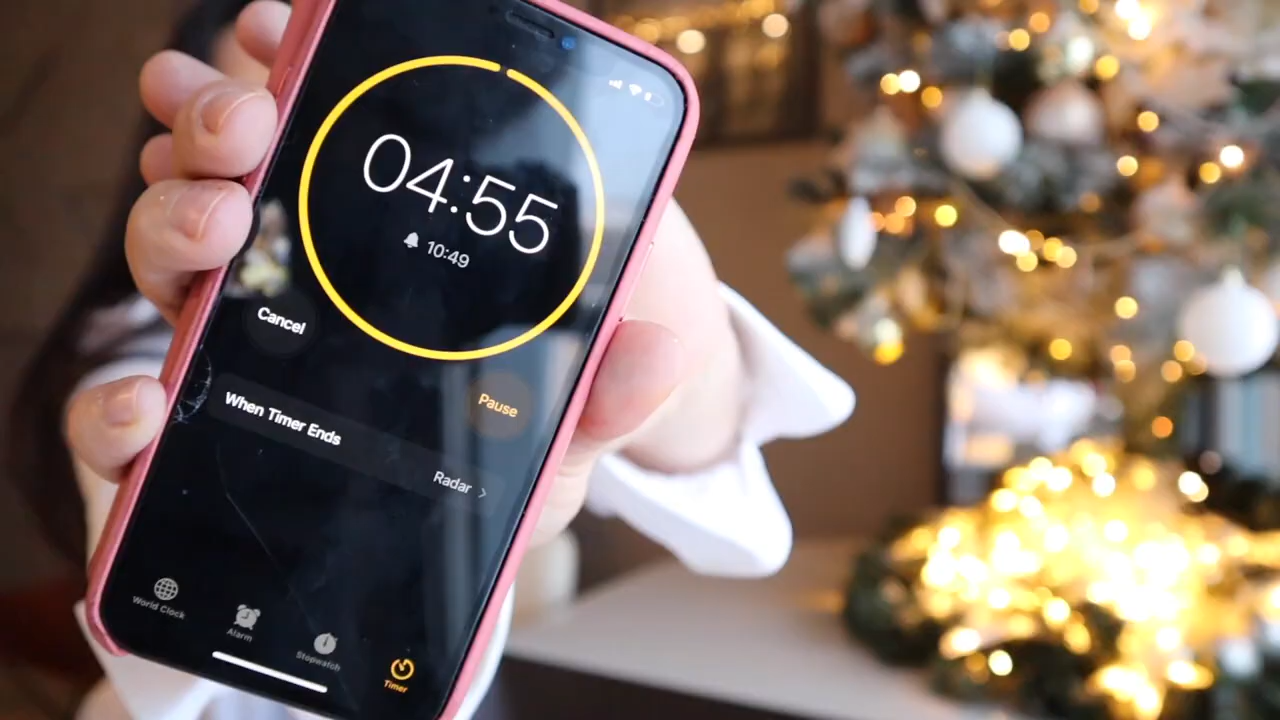 04:55
10:49
Cancel
Pause
When Timer Ends
Radar
World Clock
Alarm
Stopwatch
Timer